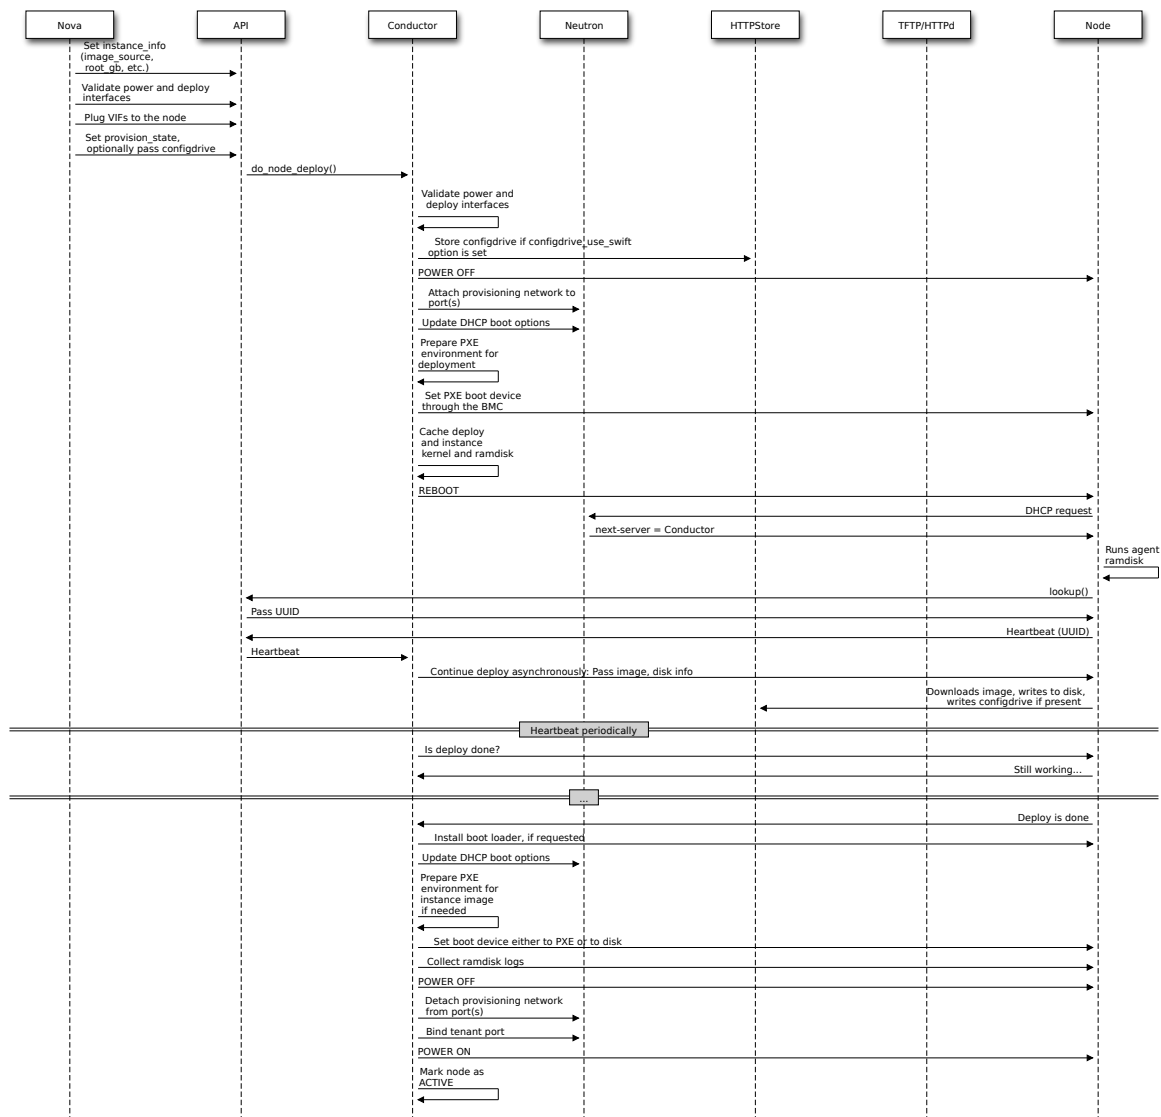 Nova
API
Conductor
Neutron
HTTPStore
TFTP/HTTPd
Node
Set instance_info
(image_source,
root_gb, etc.)
Validate power and deploy
interfaces
Plug VIFs to the node
Set provision_state,
optionally pass configdrive
do_node_deploy()
Validate power and
deploy interfaces
Store configdrive if configdrive_use_swift
option is set
POWER OFF
Attach provisioning network to
port(s)
Update DHCP boot options
Prepare PXE
environment for
deployment
Set PXE boot device
through the BMC
Cache deploy
and instance
kernel and ramdisk
REBOOT
DHCP request
next-server = Conductor
Runs agent
ramdisk
lookup()
Pass UUID
Heartbeat (UUID)
Heartbeat
Continue deploy asynchronously: Pass image, disk info
Downloads image, writes to disk,
writes configdrive if present
Heartbeat periodically
Is deploy done?
Still working...
...
Deploy is done
Install boot loader, if requested
Update DHCP boot options
Prepare PXE
environment for
instance image
if needed
Set boot device either to PXE or to disk
Collect ramdisk logs
POWER OFF
Detach provisioning network
from port(s)
Bind tenant port
POWER ON
Mark node as
ACTIVE